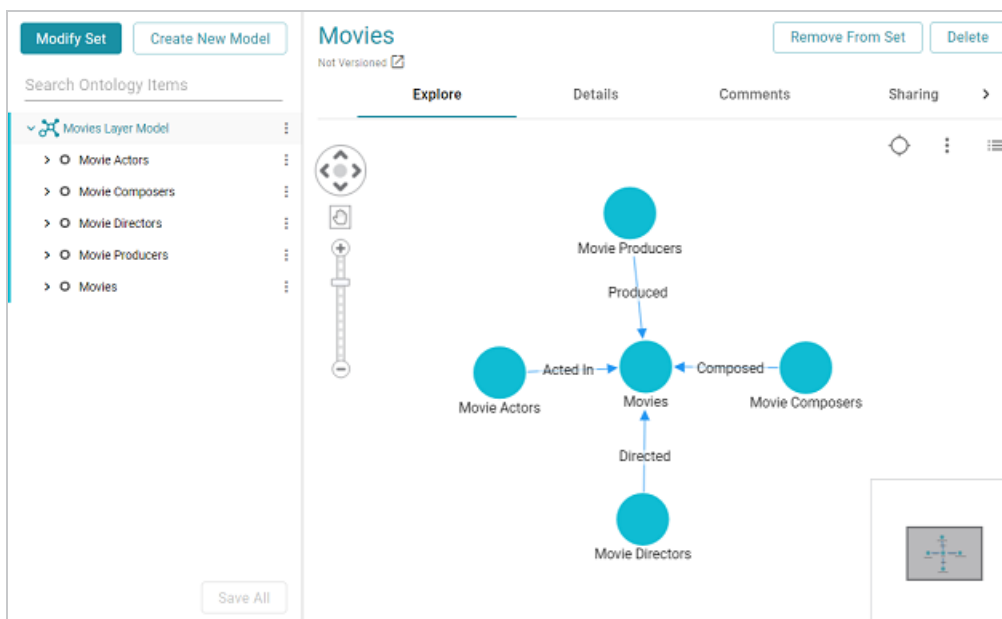 Modify Set
Create New Model
Search Ontology Items
Movies Layer Model
Movie Actors
Movie Composers
Movie Directors
Movie Producers
Movies
Save All
Movies
Remove From Set
Delete
Not Versioned
Explore
Details
Comments
Sharing
Movie Producers
Produced
Acted In
Composed
Movie Actors
Movies
Movie Composers
Directed
Movie Directors